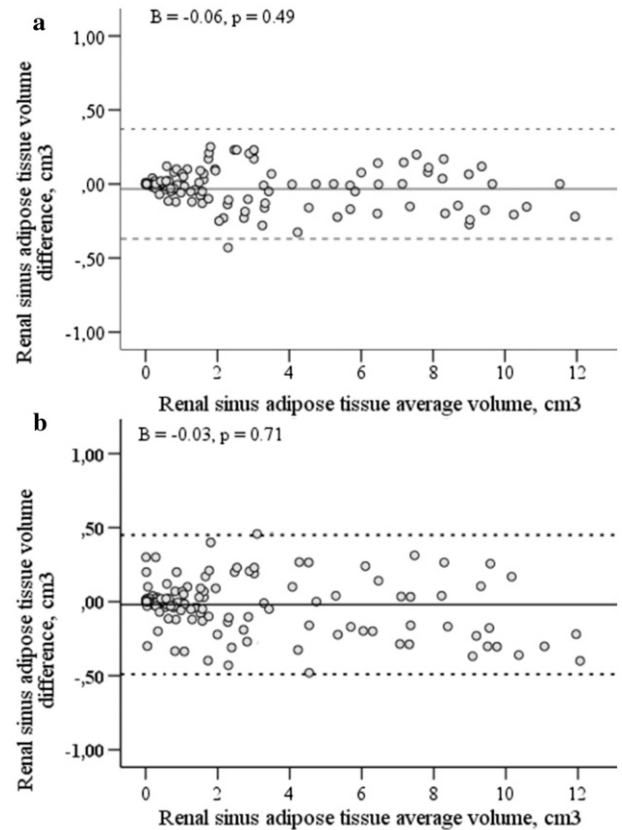 a
B = -0.06, p = 0.49
1,00
,50
,00
-,50
-1,00
Renal sinus adipose tissue volume
difference, cm3
0 2 4 6 8 10 12
Renal sinus adipose tissue average volume, cm3
b
B = -0.03, p = 0.71
1,00
,50
,00
-,50
-1,00
Renal sinus adipose tissue volume
difference, cm3
0 2 4 6 8 10 12
Renal sinus adipose tissue average volume, cm3